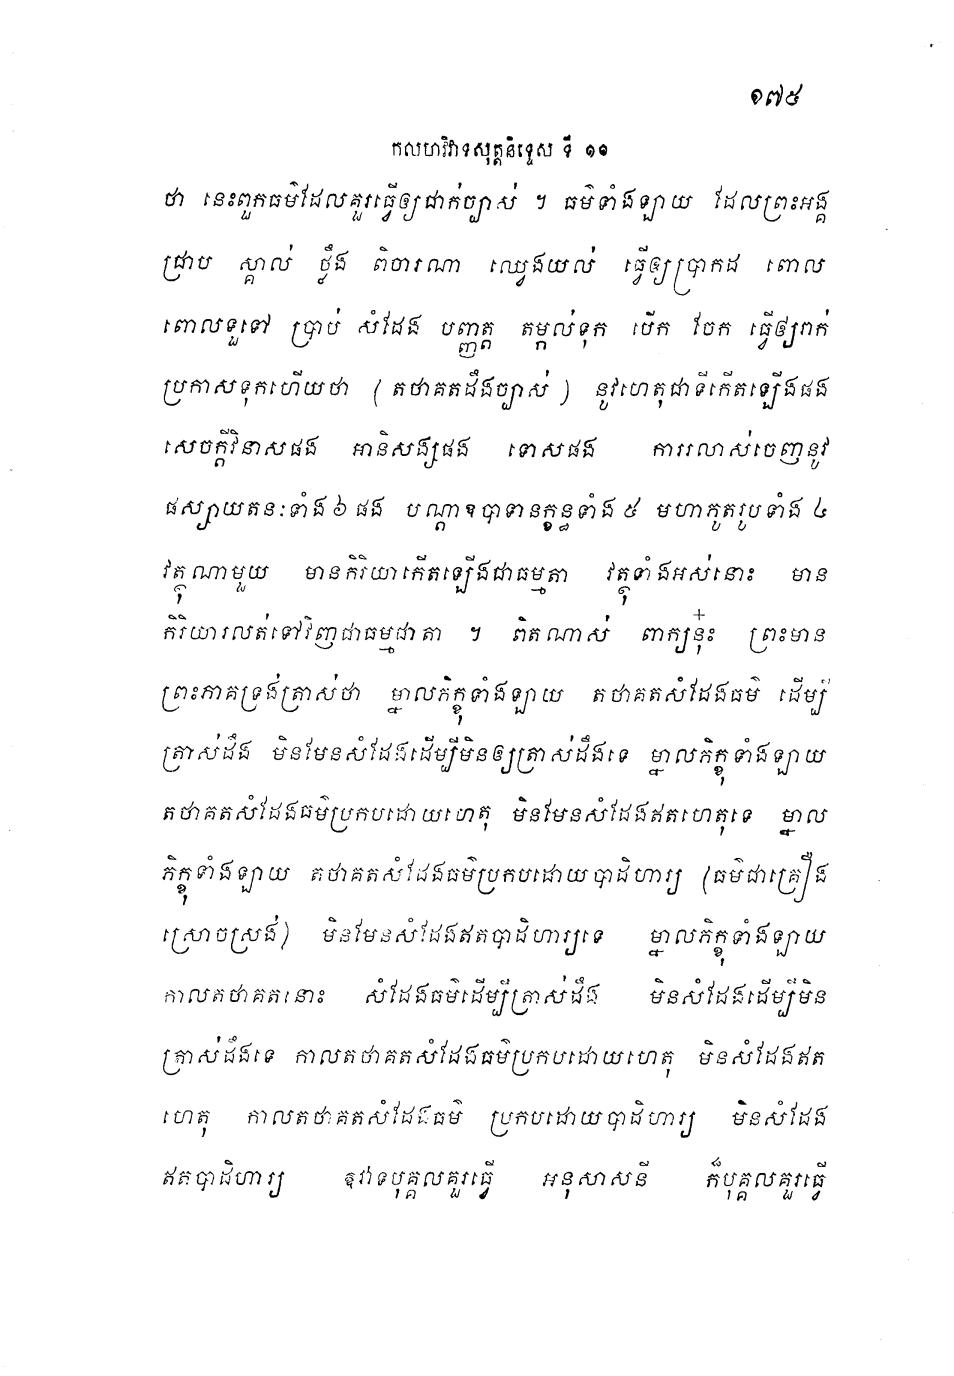 ១៧៥
កលហវិវាទសុត្តនិទ្ទេស ទី ១១
ថា នេះពួកធម៌ដែលគួរធ្វើឲ្យជាក់ច្បាស់ ។ ធម៌ទាំងឡាយ ដែលព្រះអង្គ
ជ្រាប ស្គាល់ ថ្លឹង ពិចារណា ឈ្វេងយល់ ធ្វើឲ្យប្រាកដ ពោល
ពោលទួទៅ ប្រាប់ សំដែង បញ្ញត្ត តម្កល់ទុក បើក ចែក ធ្វើឲ្យរាក់
ប្រកាសទុកហើយថា (តថាគតដឹងច្បាស់) នូវហេតុជាទីកើតឡើងផង
សេចក្តីវិនាសផង អានិសង្សផង ទោសផង ការរលាស់ចេញនូវ
ផស្សាយតនៈទាំង៦ផង បណ្តាឧបាទានក្ខន្ធទាំង៥ មហាភូតរូបទាំង៤
វត្ថុណាមួយ មានកិរិយាកើតឡើងជាធម្មតា វត្ថុទាំងអស់នោះ មាន
កិរិយារលត់ទៅវិញជាធម្មជាតា ។ ពិតណាស់ ពាក្យនុ៎ះ ព្រះមាន
ព្រះភាគទ្រង់ត្រាស់ថា ម្នាលភិក្ខុទាំងឡាយ តថាគតសំដែងធម៌ ដើម្បី
ត្រាស់ដឹង មិនមែនសំដែងដើម្បីមិនឲ្យត្រាស់ដឹងទេ ម្នាលភិក្ខុទាំងឡាយ
តថាគតសំដែងធម៌ប្រកបដោយហេតុ មិនមែនសំដែងឥតហេតុទេ ម្នាល
ភិក្ខុទាំងឡាយ តថាគតសំដែងធម៌ប្រកបដោយបាដិហារ្យ (ធម៌ជាគ្រឿង
ស្រោចស្រង់) មិនមែនសំដែងឥតបាដិហារ្យទេ ម្នាលភិក្ខុទាំងឡាយ
កាលតថាគតនោះ សំដែងធម៌ដើម្បីត្រាស់ដឹង មិនសំដែងដើម្បីមិន
ត្រាស់ដឹងទេ កាលតថាគតសំដែងធម៌ប្រកបដោយហេតុ មិនសំដែងឥត
ហេតុ កាលតថាគតសំដែងធម៌ ប្រកបដោយបាដិហារ្យ មិនសំដែង
ឥតបាដិហារ្យ ឱវាទបុគ្គលគួរធ្វើ អនុសាសនី ក៏បុគ្គលគួរធ្វើ